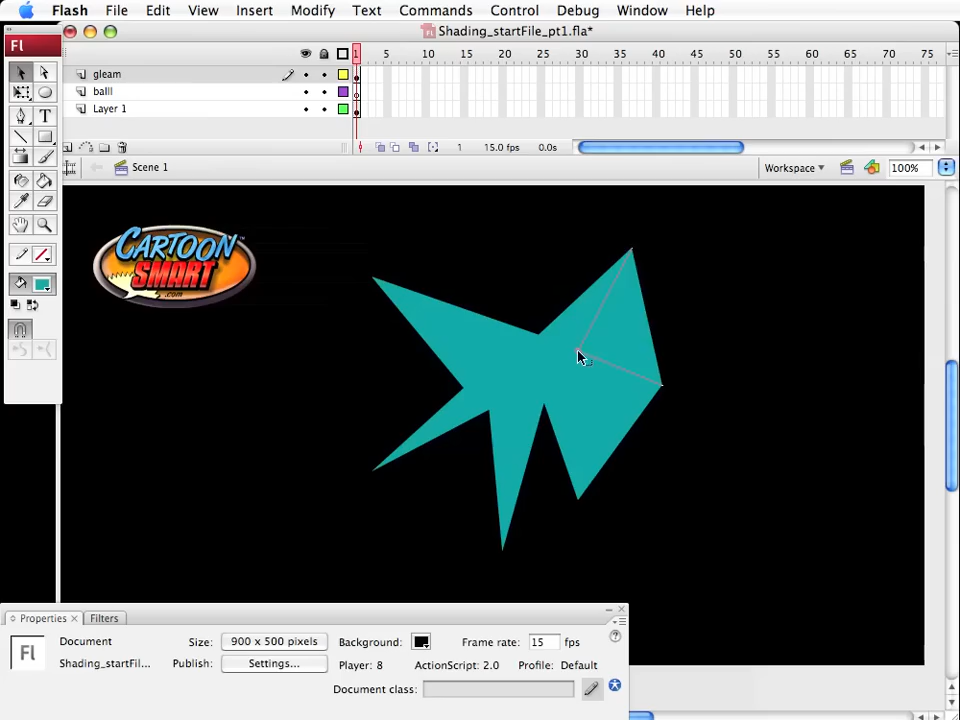 Flash File Edit View Insert Modify Text Commands Control Debug Window Help
Shading_startFile_pt1.fla*
Fl
1 5 10 15 20 25 30 35 40 45 50 55 60 65 70 75
gleam
balll
Layer 1
1 15.0 fps 0.0s
Scene 1 Workspace 100%
T
CARTOON
SMART
.com
TM
Properties × Filters
Fl Document Size: 900 x 500 pixels Background: Frame rate: 15 fps ?
Shading_startFil... Publish: Settings... Player: 8 ActionScript: 2.0 Profile: Default
Document class: